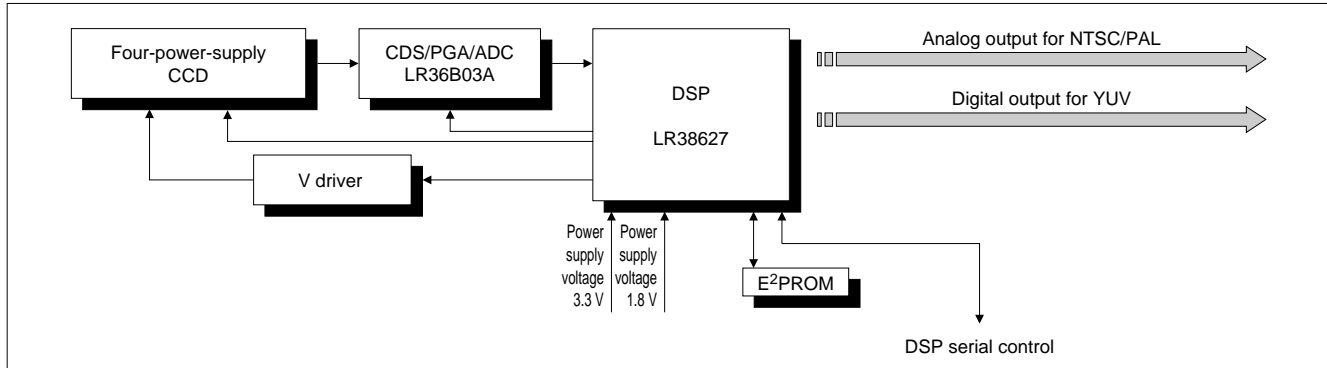 Four-power-supply
CCD
CDS/PGA/ADC
LR36B03A
DSP
LR38627
Analog output for NTSC/PAL
Digital output for YUV
V driver
Power
supply
voltage
3.3 V
Power
supply
voltage
1.8 V
E²PROM
DSP serial control